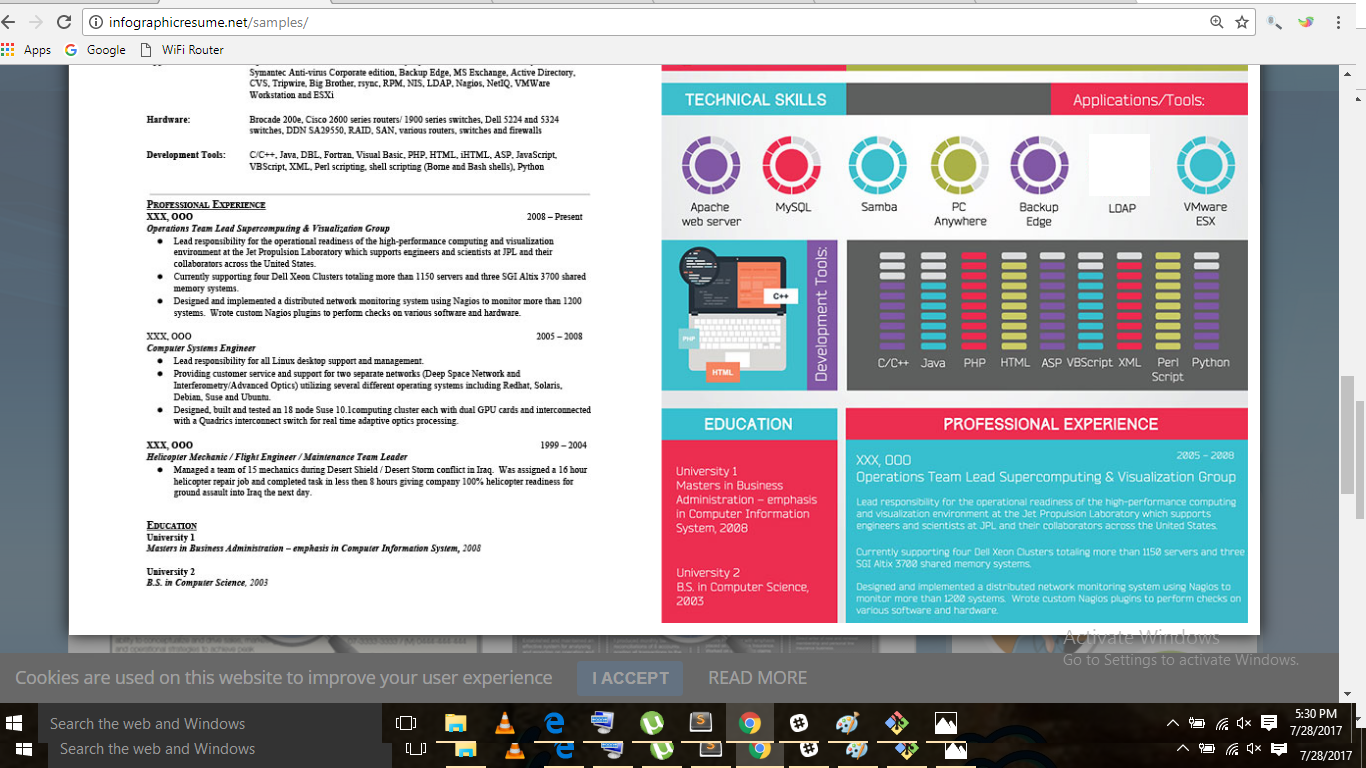 infographicresume.net/samples/
Apps Google WiFi Router
Symantec Anti-virus Corporate edition, Backup Edge, MS Exchange, Active Directory,
CVS, Tripwire, Big Brother, rsync, RPM, NIS, LDAP, Nagios, NetIQ, VMWare
Workstation and ESXi
Hardware: Brocade 200e, Cisco 2600 series routers/ 1900 series switches, Dell 5224 and 5324
switches, DDN SA29550, RAID, SAN, various routers, switches and firewalls
Development Tools: C/C++, Java, DBL, Fortran, Visual Basic, PHP, HTML, iHTML, ASP, JavaScript,
VBScript, XML, Perl scripting, shell scripting (Borne and Bash shells), Python
PROFESSIONAL EXPERIENCE
XXX, OOO 2008 – Present
Operations Team Lead Supercomputing & Visualization Group
● Lead responsibility for the operational readiness of the high-performance computing and visualization
environment at the Jet Propulsion Laboratory which supports engineers and scientists at JPL and their
collaborators across the United States.
● Currently supporting four Dell Xeon Clusters totaling more than 1150 servers and three SGI Altix 3700 shared
memory systems.
● Designed and implemented a distributed network monitoring system using Nagios to monitor more than 1200
systems. Wrote custom Nagios plugins to perform checks on various software and hardware.
XXX, OOO 2005 – 2008
Computer Systems Engineer
● Lead responsibility for all Linux desktop support and management.
● Providing customer service and support for two separate networks (Deep Space Network and
Interferometry/Advanced Optics) utilizing several different operating systems including Redhat, Solaris,
Debian, Suse and Ubuntu.
● Designed, built and tested an 18 node Suse 10.1computing cluster each with dual GPU cards and interconnected
with a Quadrics interconnect switch for real time adaptive optics processing.
XXX, OOO 1999 – 2004
Helicopter Mechanic / Flight Engineer / Maintenance Team Leader
● Managed a team of 15 mechanics during Desert Shield / Desert Storm conflict in Iraq. Was assigned a 16 hour
helicopter repair job and completed task in less then 8 hours giving company 100% helicopter readiness for
ground assault into Iraq the next day.
EDUCATION
University 1
Masters in Business Administration – emphasis in Computer Information System, 2008
University 2
B.S. in Computer Science, 2003
TECHNICAL SKILLS Applications/Tools:
Apache
web server
MySQL
Samba
PC
Anywhere
Backup
Edge
LDAP
VMware
ESX
C++
PHP
HTML
Development Tools:
C/C++ Java PHP HTML ASP VBScript XML Perl
Script
Python
EDUCATION
University 1
Masters in Business
Administration – emphasis
in Computer Information
System, 2008
University 2
B.S. in Computer Science,
2003
PROFESSIONAL EXPERIENCE
XXX, OOO 2005 – 2008
Operations Team Lead Supercomputing & Visualization Group
Lead responsibility for the operational readiness of the high-performance computing
and visualization environment at the Jet Propulsion Laboratory which supports
engineers and scientists at JPL and their collaborators across the United States.
Currently supporting four Dell Xeon Clusters totaling more than 1150 servers and three
SGI Altix 3700 shared memory systems.
Designed and implemented a distributed network monitoring system using Nagios to
monitor more than 1200 systems. Wrote custom Nagios plugins to perform checks on
various software and hardware.
and operational strategies to achieve peak
Activate Windows
Go to Settings to activate Windows.
Cookies are used on this website to improve your user experience I ACCEPT READ MORE
Search the web and Windows 5:30 PM
7/28/2017
Search the web and Windows 7/28/2017